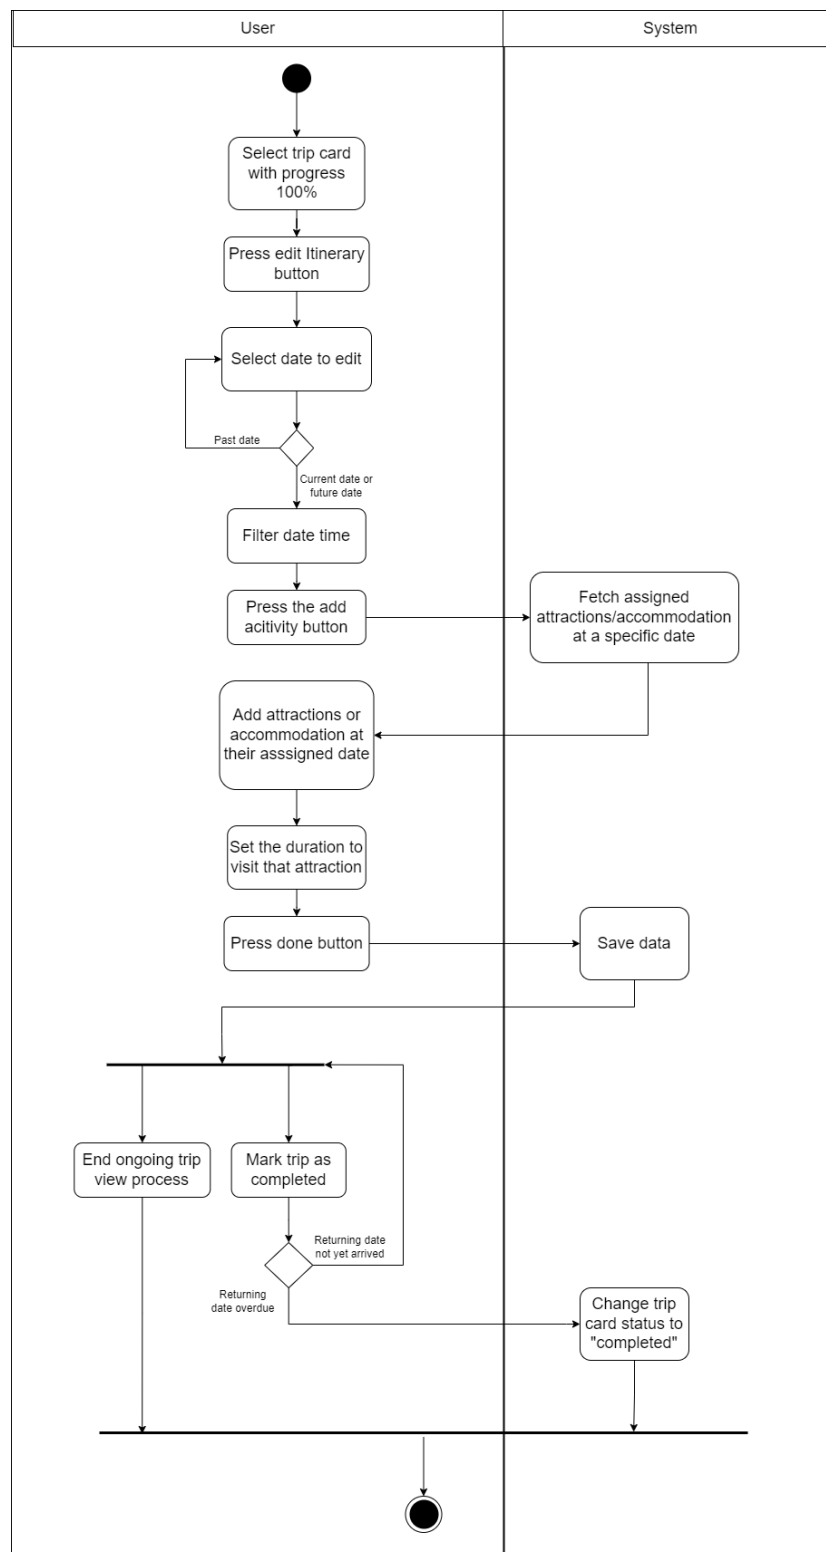 User
System
Select trip card
with progress
100%
Press edit Itinerary
button
Select date to edit
Past date
Current date or
future date
Filter date time
Press the add
acitivity button
Fetch assigned
attractions/accommodation
at a specific date
Add attractions or
accommodation at
their asssigned date
Set the duration to
visit that attraction
Press done button
Save data
End ongoing trip
view process
Mark trip as
completed
Returning date
not yet arrived
Returning
date overdue
Change trip
card status to
"completed"